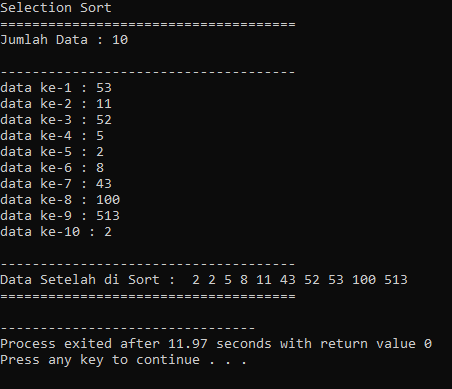 Selection Sort
=====================================
Jumlah Data : 10
-------------------------------------
data ke-1 : 53
data ke-2 : 11
data ke-3 : 52
data ke-4 : 5
data ke-5 : 2
data ke-6 : 8
data ke-7 : 43
data ke-8 : 100
data ke-9 : 513
data ke-10 : 2
-------------------------------------
Data Setelah di Sort :  2 2 5 8 11 43 52 53 100 513
=====================================
--------------------------------
Process exited after 11.97 seconds with return value 0
Press any key to continue . . .